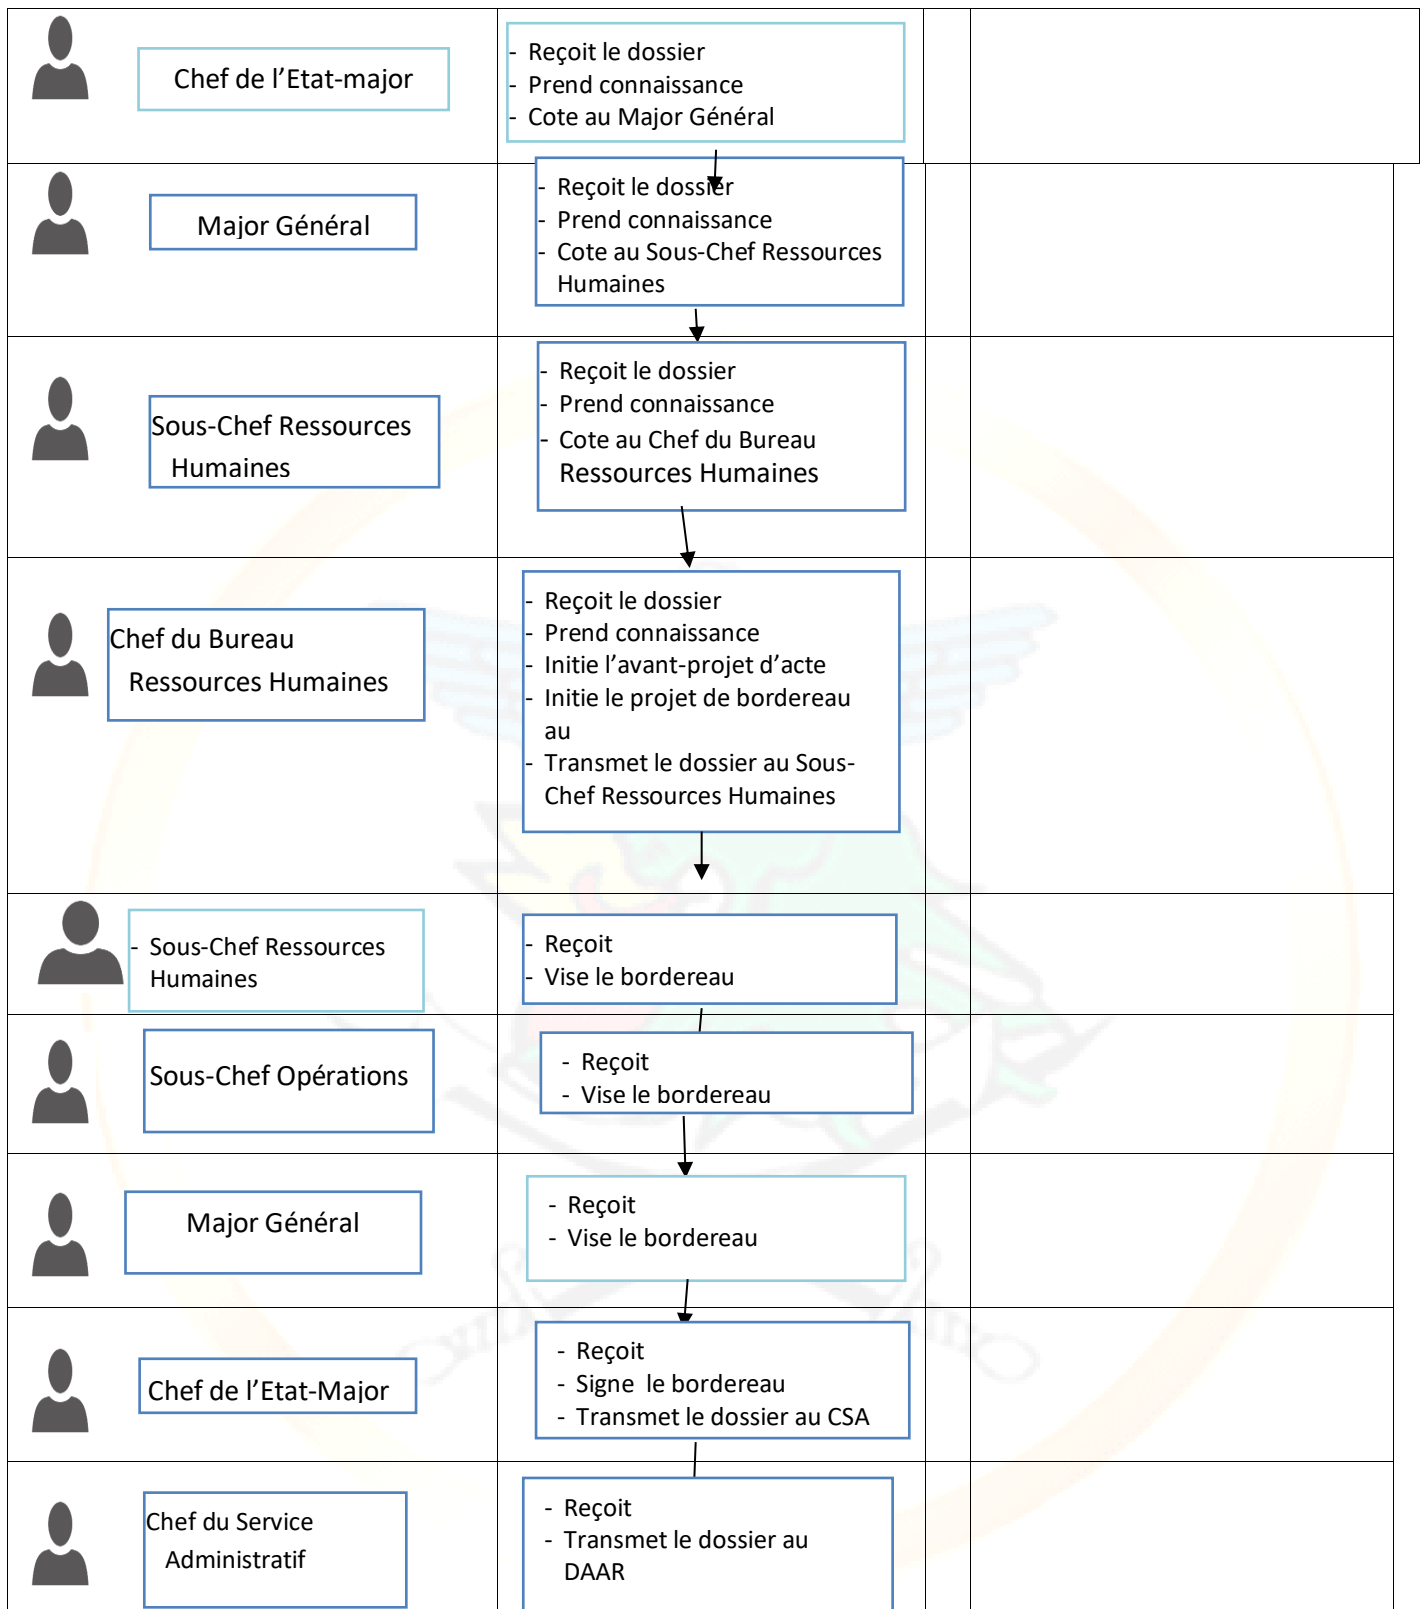 Chef de l'Etat-major
- Reçoit le dossier
- Prend connaissance
- Cote au Major Général
Major Général
- Reçoit le dossier
- Prend connaissance
- Cote au Sous-Chef Ressources
Humaines
Sous-Chef Ressources
Humaines
- Reçoit le dossier
- Prend connaissance
- Cote au Chef du Bureau
Ressources Humaines
Chef du Bureau
Ressources Humaines
- Reçoit le dossier
- Prend connaissance
- Initie l'avant-projet d'acte
- Initie le projet de bordereau
au
- Transmet le dossier au Sous-
Chef Ressources Humaines
- Sous-Chef Ressources
Humaines
- Reçoit
- Vise le bordereau
Sous-Chef Opérations
- Reçoit
- Vise le bordereau
Major Général
- Reçoit
- Vise le bordereau
Chef de l'Etat-Major
- Reçoit
- Signe  le bordereau
- Transmet le dossier au CSA
Chef du Service
Administratif
- Reçoit
- Transmet le dossier au
DAAR